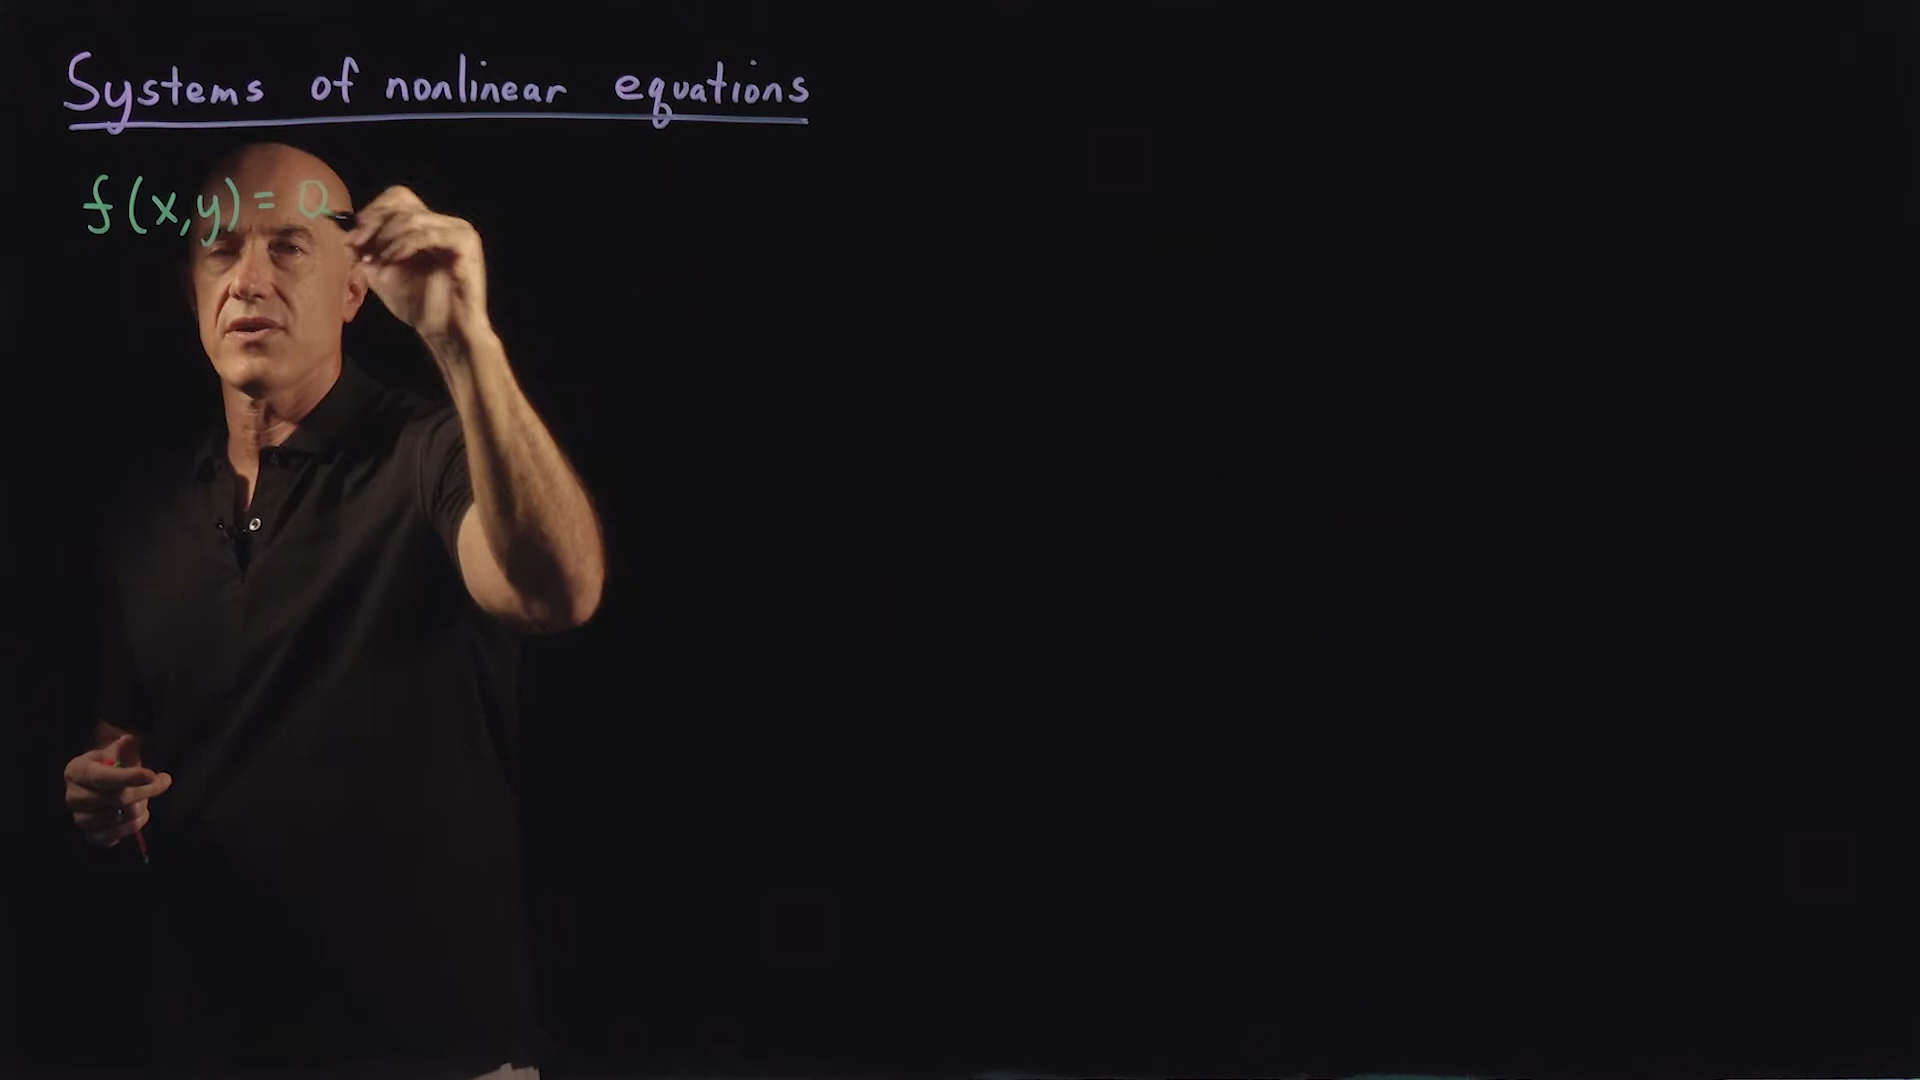 Systems of nonlinear equations
f(x,y) = 0